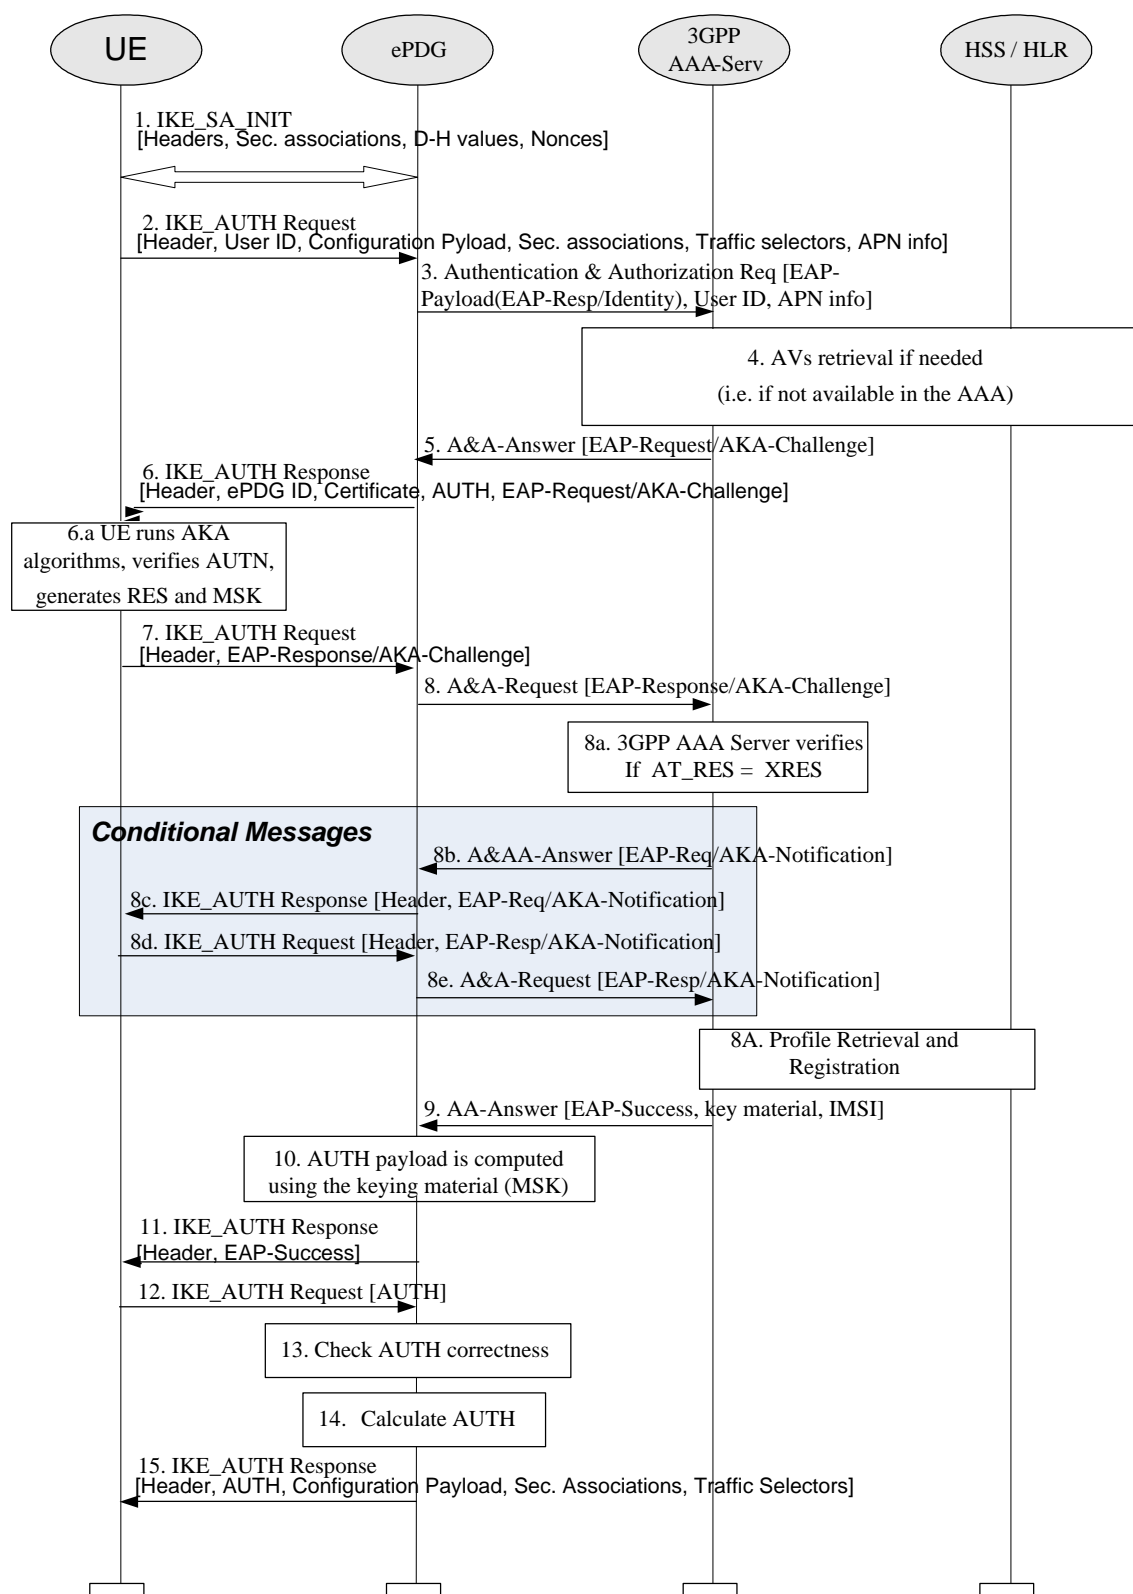 UE
ePDG
3GPP
AAA-Serv
HSS / HLR
1. IKE_SA_INIT
[Headers, Sec. associations, D-H values, Nonces]
2. IKE_AUTH Request
[Header, User ID, Configuration Pyload, Sec. associations, Traffic selectors, APN info]
3. Authentication & Authorization Req [EAP-
Payload(EAP-Resp/Identity), User ID, APN info]
4. AVs retrieval if needed
(i.e. if not available in the AAA)
5. A&A-Answer [EAP-Request/AKA-Challenge]
6. IKE_AUTH Response
[Header, ePDG ID, Certificate, AUTH, EAP-Request/AKA-Challenge]
6.a UE runs AKA
algorithms, verifies AUTN,
generates RES and MSK
7. IKE_AUTH Request
[Header, EAP-Response/AKA-Challenge]
8. A&A-Request [EAP-Response/AKA-Challenge]
8a. 3GPP AAA Server verifies
If AT_RES = XRES
Conditional Messages
8b. A&AA-Answer [EAP-Req/AKA-Notification]
8c. IKE_AUTH Response [Header, EAP-Req/AKA-Notification]
8d. IKE_AUTH Request [Header, EAP-Resp/AKA-Notification]
8e. A&A-Request [EAP-Resp/AKA-Notification]
8A. Profile Retrieval and
Registration
9. AA-Answer [EAP-Success, key material, IMSI]
10. AUTH payload is computed
using the keying material (MSK)
11. IKE_AUTH Response
[Header, EAP-Success]
12. IKE_AUTH Request [AUTH]
13. Check AUTH correctness
14. Calculate AUTH
15. IKE_AUTH Response
[Header, AUTH, Configuration Payload, Sec. Associations, Traffic Selectors]